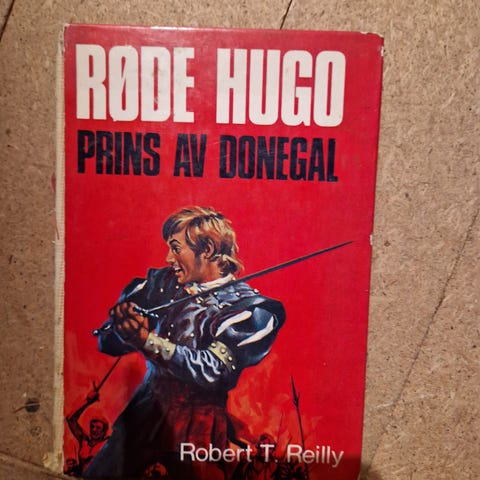 RØDE HUGO
PRINS AV DONEGAL
Robert T. Reilly